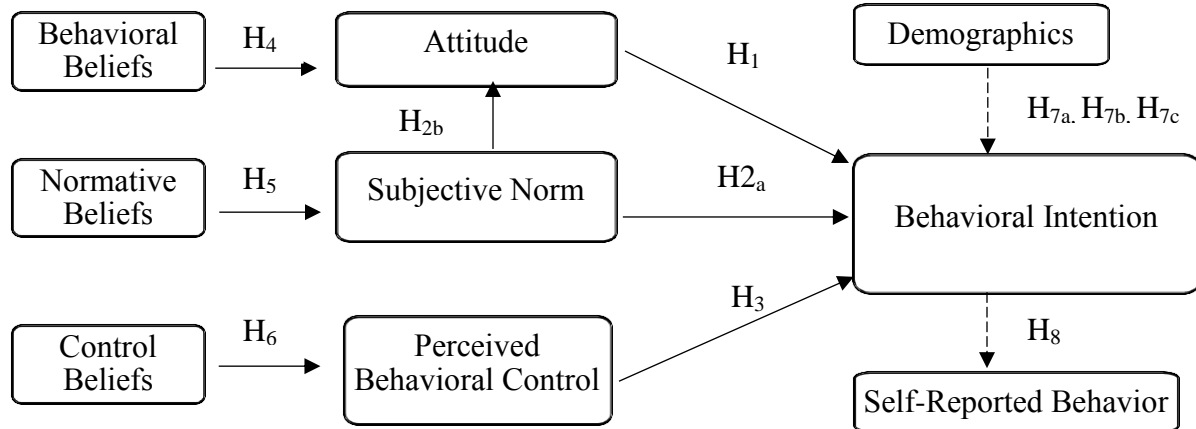 Behavioral
Beliefs
H4
Attitude
H1
Demographics
H2b
H7a. H7b. H7c
Normative
Beliefs
H5
Subjective Norm
H2a
Behavioral Intention
Control
Beliefs
H6
Perceived
Behavioral Control
H3
H8
Self-Reported Behavior